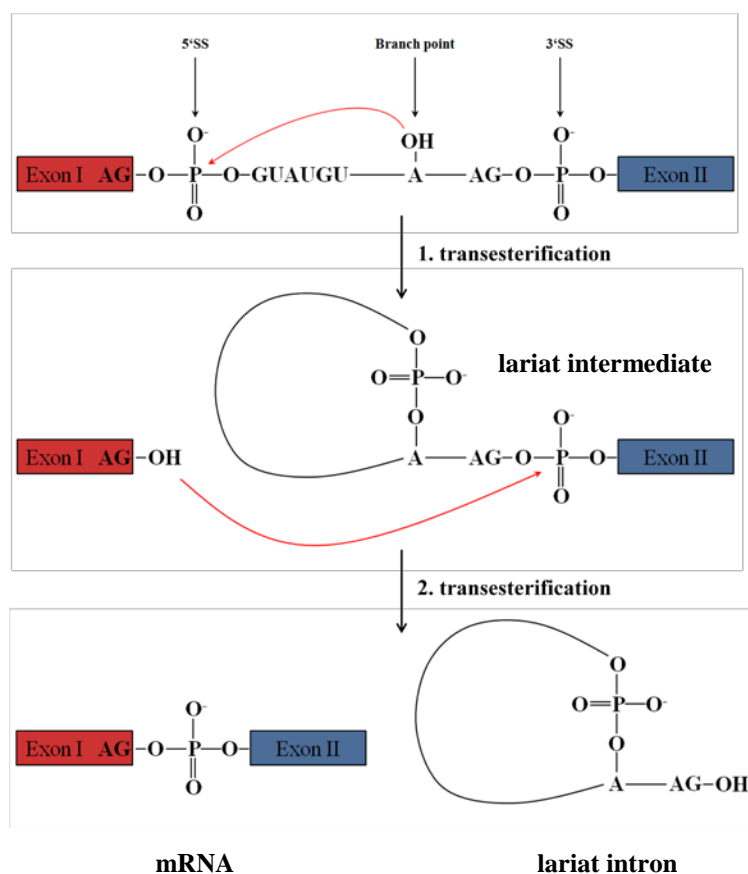 5'SS Branch point 3'SS
O- OH O-
Exon I AG-O-P-O-GUAUGU A AG-O-P-O- Exon II
O O
1. transesterification
O
O=P-O- lariat intermediate
O O-
Exon I AG-OH A AG-O-P-O- Exon II
O
2. transesterification
O
O- O=P-O-
Exon I AG-O-P-O- Exon II O
O A AG-OH
mRNA lariat intron